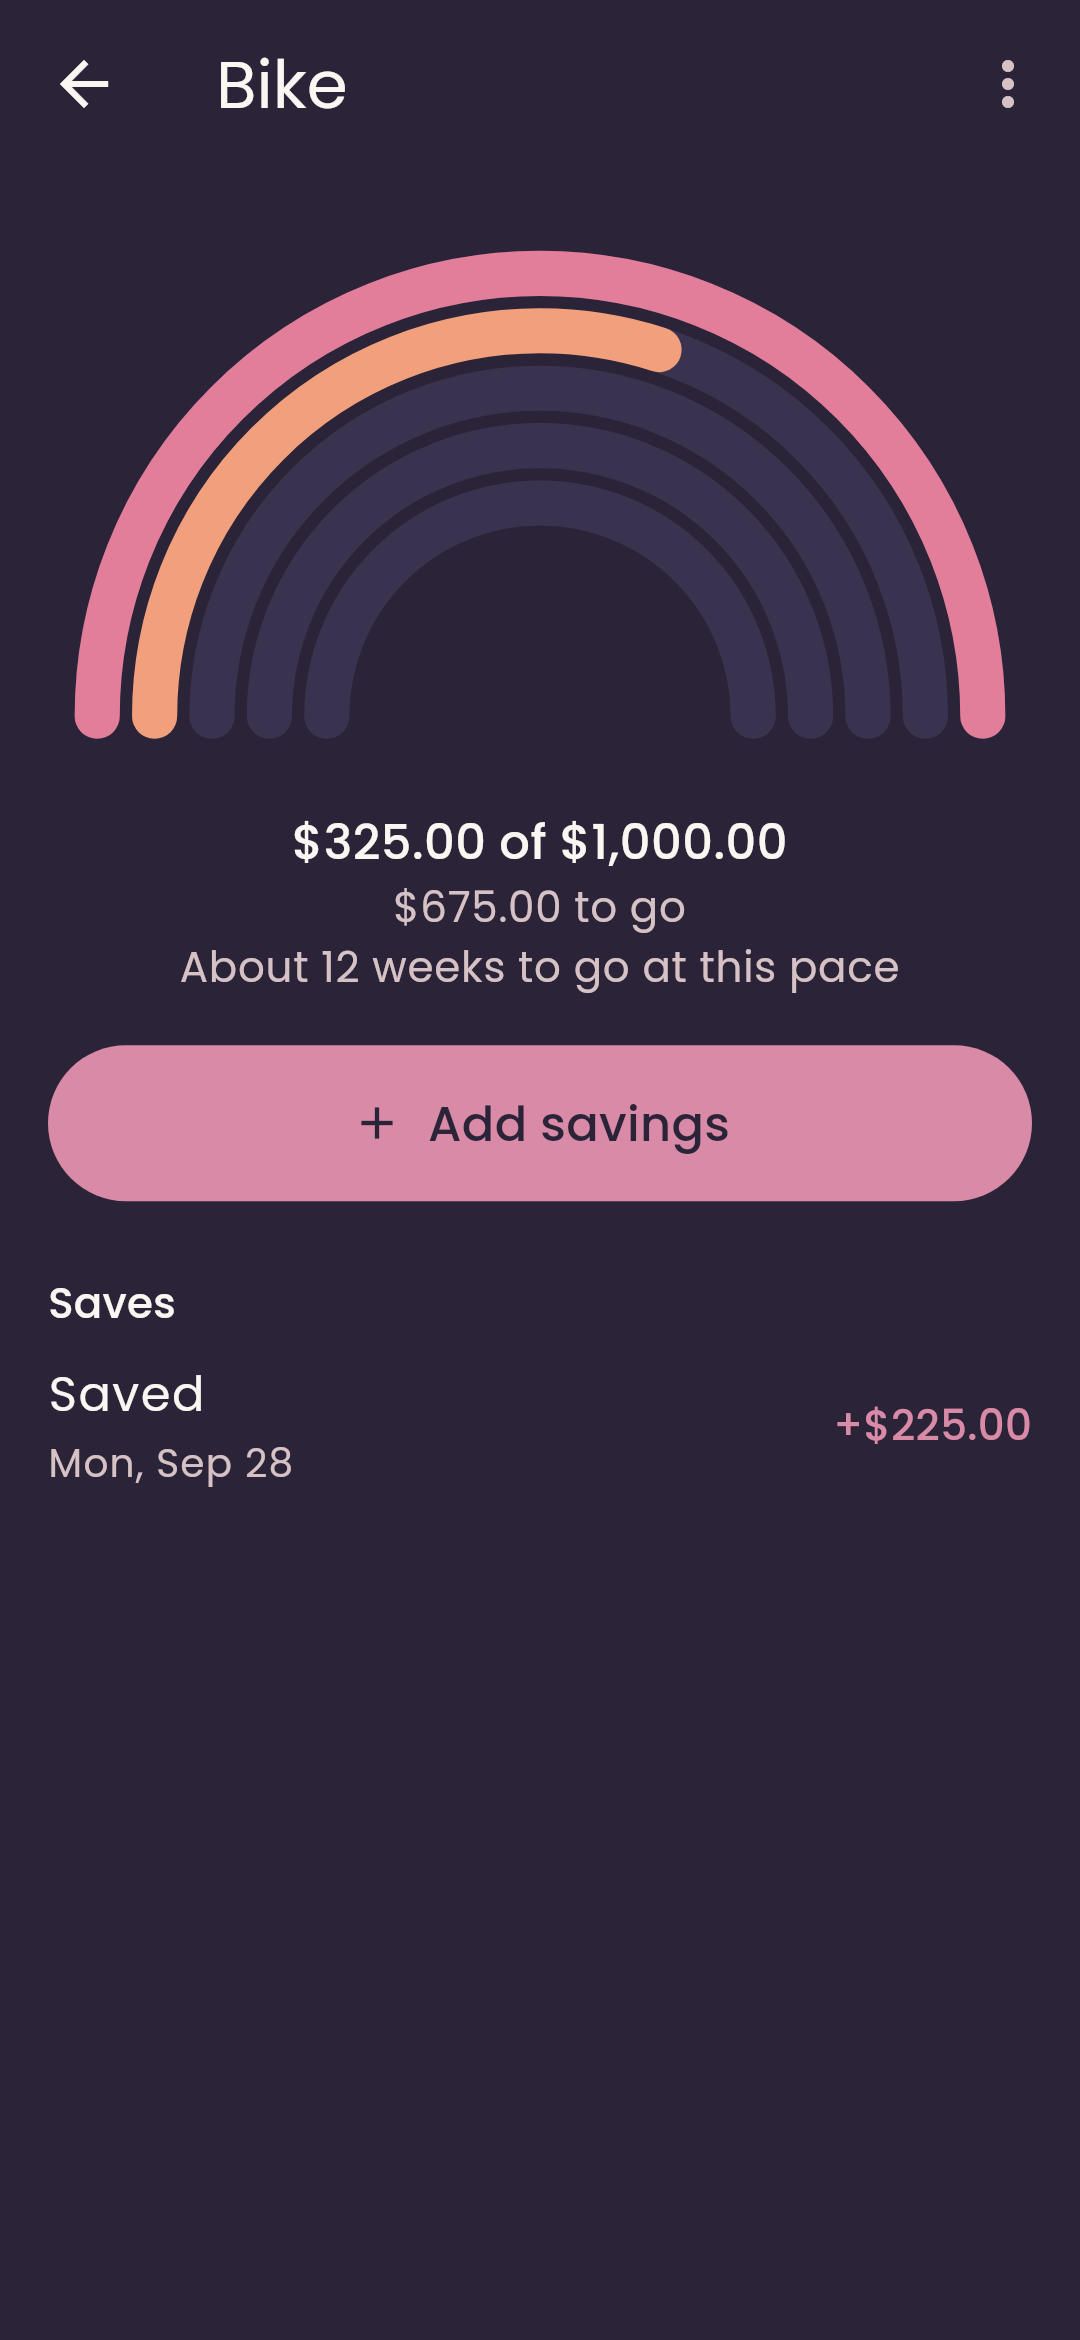 Bike
$325.00 of $1,000.00
$675.00 to go
About 12 weeks to go at this pace
+ Add savings
Saves
Saved
+$225.00
Mon, Sep 28